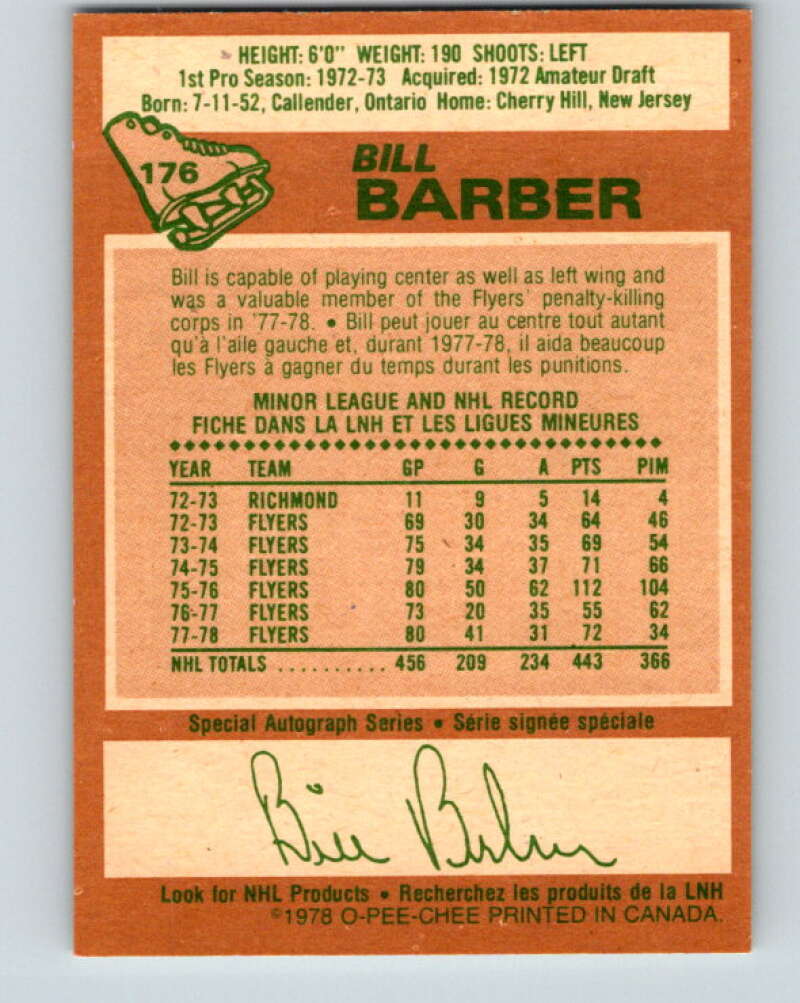 HEIGHT: 6'0" WEIGHT: 190 SHOOTS: LEFT
1st Pro Season: 1972-73 Acquired: 1972 Amateur Draft
Born: 7-11-52, Callender, Ontario Home: Cherry Hill, New Jersey
176
BILL
BARBER
Bill is capable of playing center as well as left wing and
was a valuable member of the Flyers' penalty-killing
corps in '77-78. • Bill peut jouer au centre tout autant
qu'à l'aile gauche et, durant 1977-78, il aida beaucoup
les Flyers à gagner du temps durant les punitions.
MINOR LEAGUE AND NHL RECORD
FICHE DANS LA LNH ET LES LIGUES MINEURES
YEAR TEAM GP G A PTS PIM
72-73 RICHMOND 11 9 5 14 4
72-73 FLYERS 69 30 34 64 46
73-74 FLYERS 75 34 35 69 54
74-75 FLYERS 79 34 37 71 66
75-76 FLYERS 80 50 62 112 104
76-77 FLYERS 73 20 35 55 62
77-78 FLYERS 80 41 31 72 34
NHL TOTALS .......... 456 209 234 443 366
Special Autograph Series • Série signée spéciale
Bill Barber
Look for NHL Products • Recherchez les produits de la LNH
©1978 O-PEE-CHEE PRINTED IN CANADA.